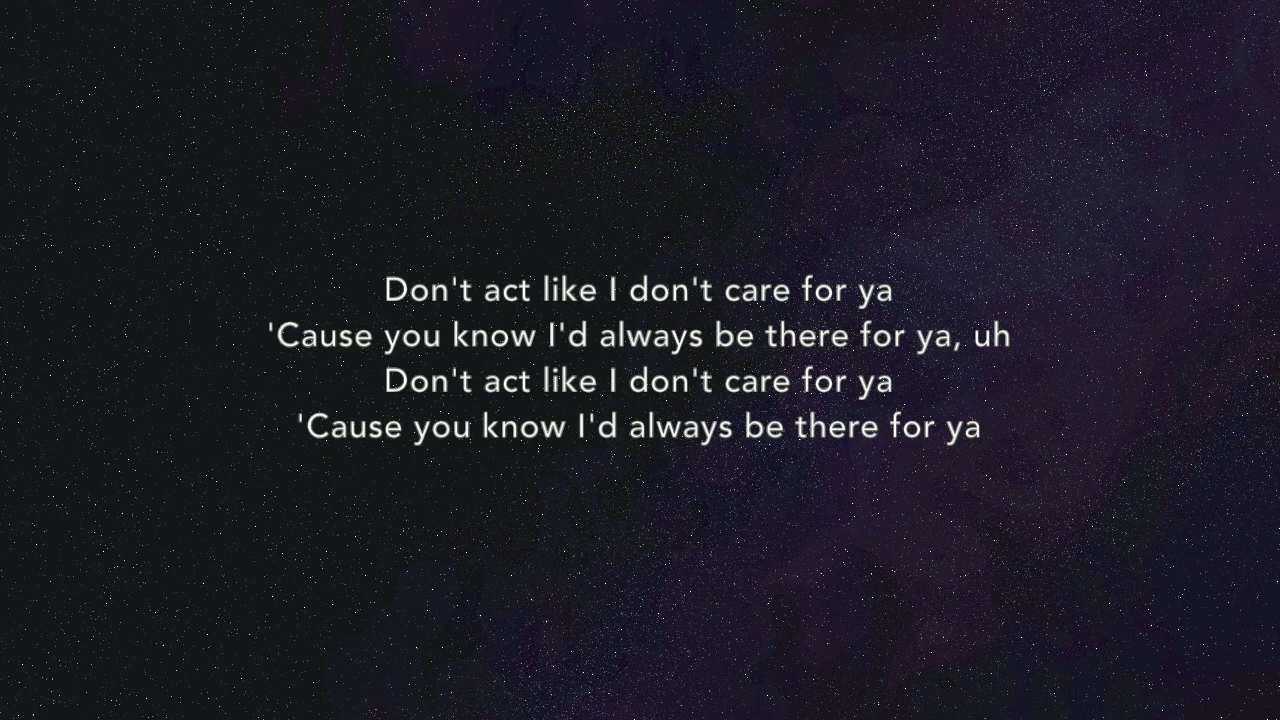 Don't act like I don't care for ya
'Cause you know I'd always be there for ya, uh
Don't act like I don't care for ya
'Cause you know I'd always be there for ya